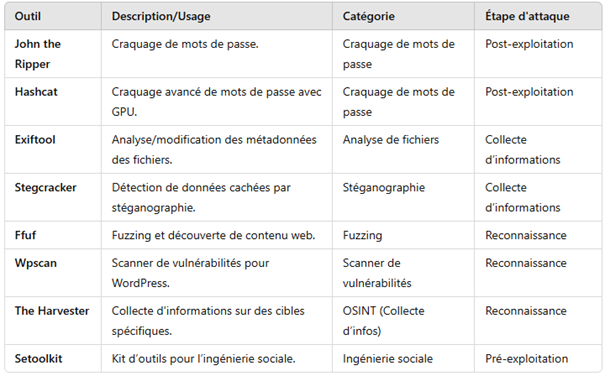 Outil Description/Usage Catégorie Étape d'attaque
John the Craquage de mots de passe. Craquage de mots de Post-exploitation
Ripper passe
Hashcat Craquage avancé de mots de passe avec Craquage de mots de Post-exploitation
GPU. passe
Exiftool Analyse/modification des métadonnées Analyse de fichiers Collecte
des fichiers. d’informations
Stegcracker Détection de données cachées par Stéganographie Collecte
stéganographie. d’informations
Ffuf Fuzzing et découverte de contenu web. Fuzzing Reconnaissance
Wpscan Scanner de vulnérabilités pour Scanner de Reconnaissance
WordPress. vulnérabilités
The Harvester Collecte d'informations sur des cibles OSINT (Collecte Reconnaissance
spécifiques. d’infos)
Setoolkit Kit d’outils pour l’ingénierie sociale. Ingénierie sociale Pré-exploitation